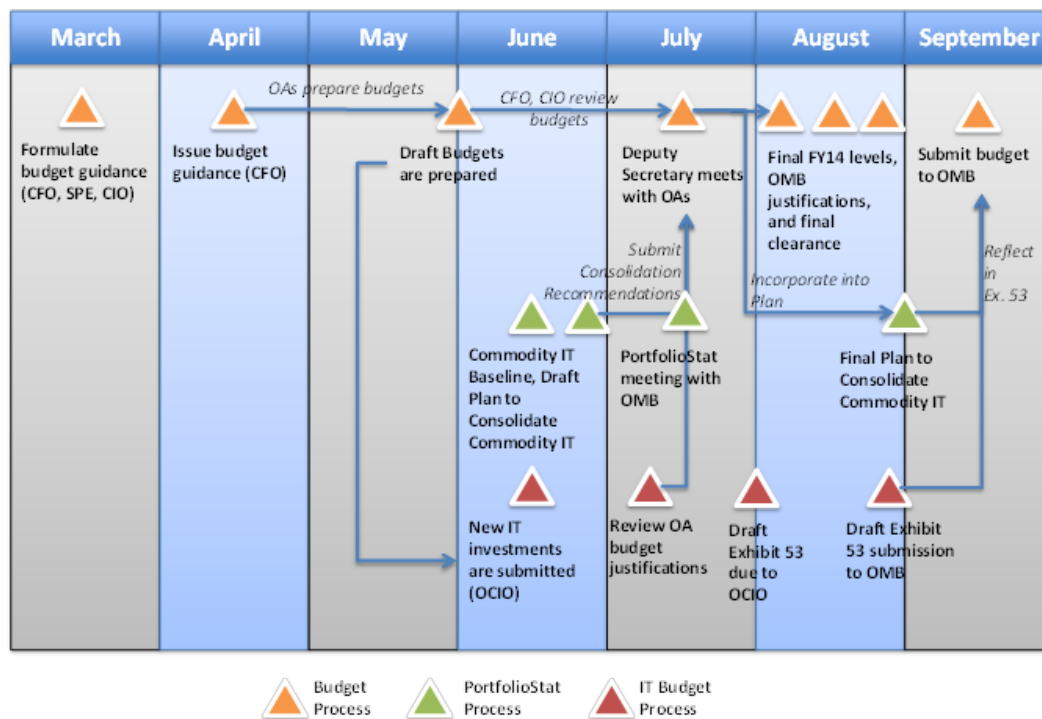 March
April
May
June
July
August
September
OAs prepare budgets
CFO, CIO review
budgets
Formulate
budget guidance
(CFO, SPE, CIO)
Issue budget
guidance (CFO)
Draft Budgets
are prepared
Deputy
Secretary meets
with OAs
Final FY14 levels,
OMB
justifications,
and final
clearance
Submit budget
to OMB
Submit
Consolidation
Recommendations
Incorporate into
Plan
Reflect
in
Ex. 53
Commodity IT
Baseline, Draft
Plan to
Consolidate
Commodity IT
PortfolioStat
meeting with
OMB
Final Plan to
Consolidate
Commodity IT
New IT
investments
are submitted
(OCIO)
Review OA
budget
justifications
Draft
Exhibit 53
due to
OCIO
Draft Exhibit
53 submission
to OMB
Budget
Process
PortfolioStat
Process
IT Budget
Process